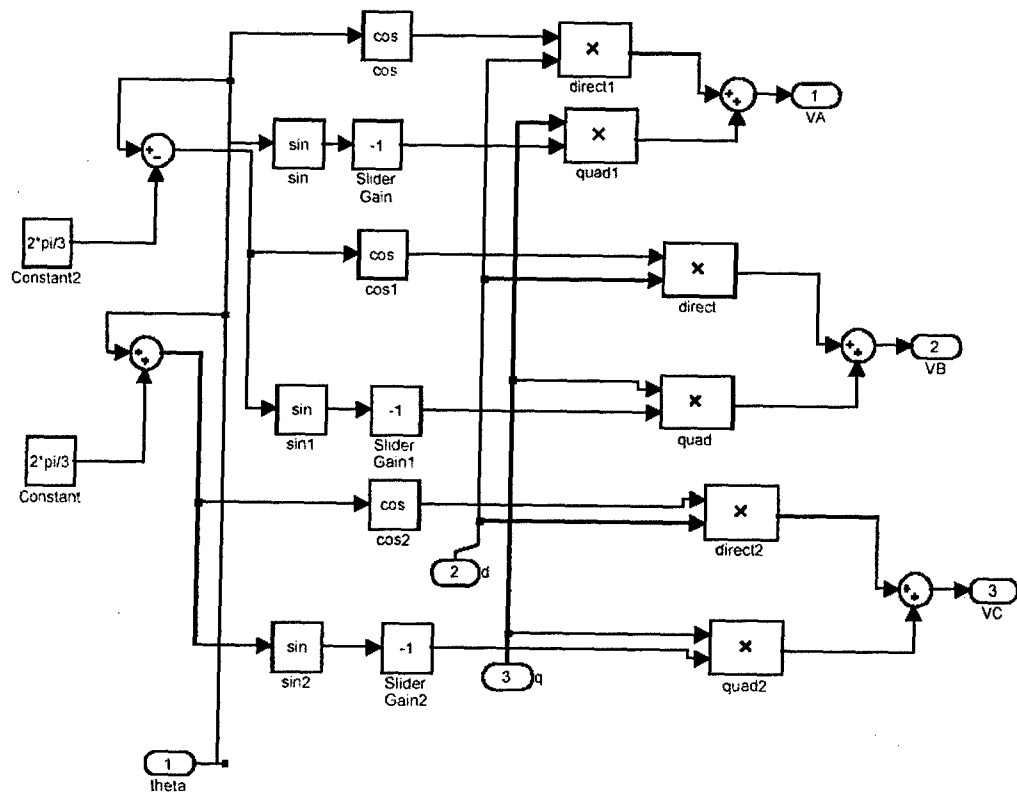 cos
cos
×
direct1
1
VA
×
quad1
sin
sin
-1
Slider
Gain
+
+
+
-
2*pi/3
Constant2
cos
cos1
×
direct
+
+
2
VB
+
+
sin
sin1
-1
Slider
Gain1
×
quad
2*pi/3
Constant
cos
cos2
×
direct2
2
d
+
+
3
VC
sin
sin2
-1
Slider
Gain2
3
q
×
quad2
1
theta